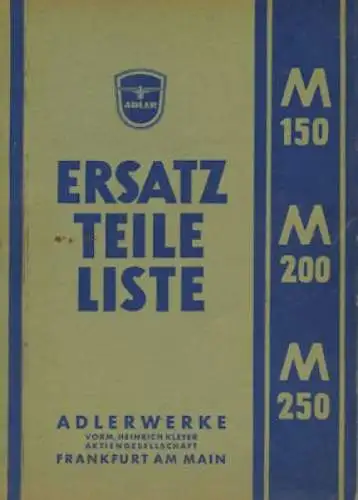 ADLER
ERSATZ
TEILE
LISTE
ADLERWERKE
VORM. HEINRICH KLEYER
AKTIENGESELLSCHAFT
FRANKFURT AM MAIN
M
150
M
200
M
250